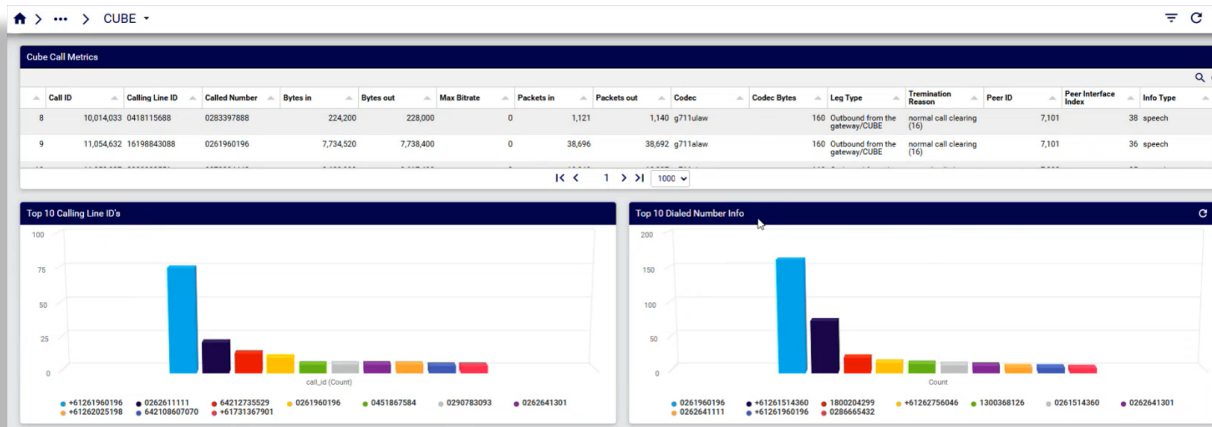 CUBE
Cube Call Metrics
Call ID Calling Line ID Called Number Bytes in Bytes out Max Bitrate Packets in Packets out Codec Codec Bytes Leg Type Tremination Reason Peer ID Peer Interface Index Info Type
8 10,014,033 0418115688 0283397888 224,200 228,000 0 1,121 1,140 g711ulaw 160 Outbound from the gateway/CUBE normal call clearing (16) 7,101 38 speech
9 11,054,632 16198843088 0261960196 7,734,520 7,738,400 0 38,696 38,692 g711alaw 160 Outbound from the gateway/CUBE normal call clearing (16) 7,101 36 speech
1 1000
Top 10 Calling Line ID's
100
75
50
25
0
call_id (Count)
+61261960196 0262611111 64212735529 0261960196 0451867584 0290783093 0262641301
+61262025198 642108607070 +61731367901
Top 10 Dialed Number Info
200
150
100
50
0
Count
0261960196 +61261514360 1800204299 +61262756046 1300368126 0261514360 0262641301
0262641111 +61261960196 0286665432